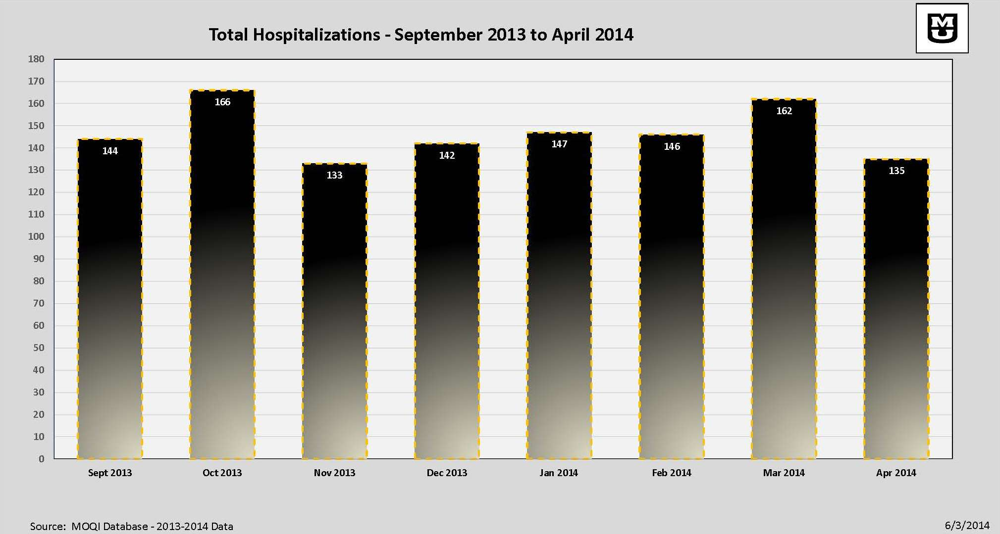 Total Hospitalizations - September 2013 to April 2014
MU
180
170
160
150
140
130
120
110
100
90
80
70
60
50
40
30
20
10
0
144
166
133
142
147
146
162
135
Sept 2013
Oct 2013
Nov 2013
Dec 2013
Jan 2014
Feb 2014
Mar 2014
Apr 2014
Source:  MOQI Database - 2013-2014 Data
6/3/2014